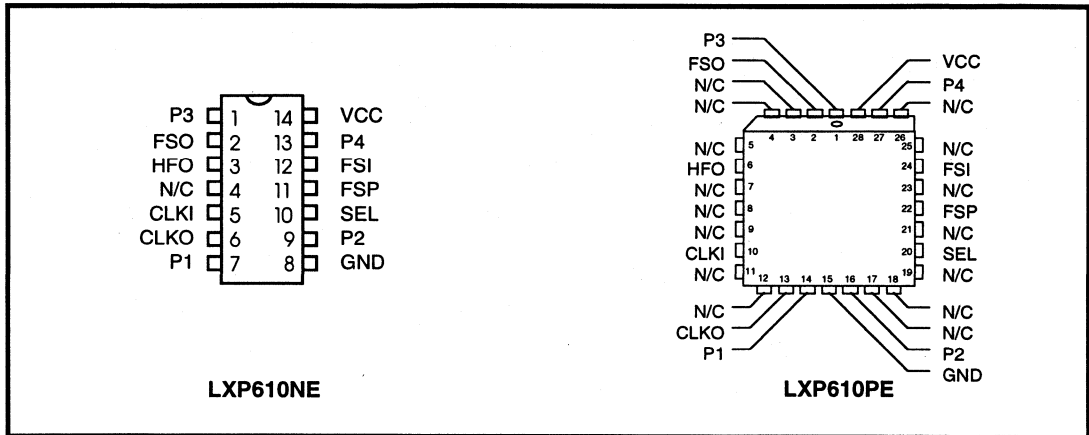 P3 1 14 VCC
FSO 2 13 P4
HFO 3 12 FSI
N/C 4 11 FSP
CLKI 5 10 SEL
CLKO 6 9 P2
P1 7 8 GND
LXP610NE
P3
FSO VCC
N/C P4
N/C N/C
4 3 2 1 28 27 26
N/C 5 25 N/C
HFO 6 24 FSI
N/C 7 23 N/C
N/C 8 22 FSP
N/C 9 21 N/C
CLKI 10 20 SEL
N/C 11 19 N/C
12 13 14 15 16 17 18
N/C N/C
CLKO N/C
P1 P2
GND
LXP610PE